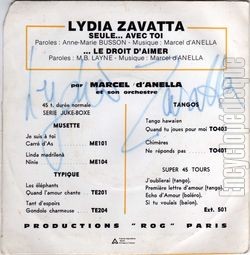 LYDIA ZAVATTA
SEULE... AVEC TOI
Paroles : Anne-Marie BUSSON - Musique : Marcel d'ANELLA
... LE DROIT D'AIMER
Paroles : M.B. LAYNE - Musique : Marcel d'ANELLA
par MARCEL d'ANELLA
et son orchestre
45 t. durée normale
SERIE JUKE-BOXE
MUSETTE
Je suis à toi
Carré d'As ME101
Linda madrilena
Ninie ME104
TYPIQUE
Les éléphants
Quand l'amour chante TE201
Tant d'espoirs
Gondole charmeuse TE204
TANGOS
Tango hawaien
Quand tu joues pour moi TO403
Chimères
Ne réponds pas TO401
SUPER 45 TOURS
J'oublierai (tango)
Première lettre d'amour (tango)
Echo d'Amour (boléro)
Si tu voulais (baion) Ext. 501
PRODUCTIONS "ROG" PARIS
Lydia Zavatta